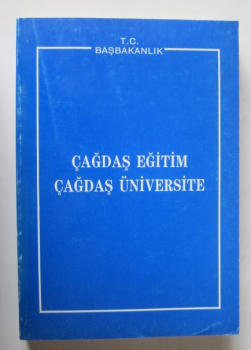 T.C.
BAŞBAKANLIK
ÇAĞDAŞ EĞİTİM
ÇAĞDAŞ ÜNİVERSİTE